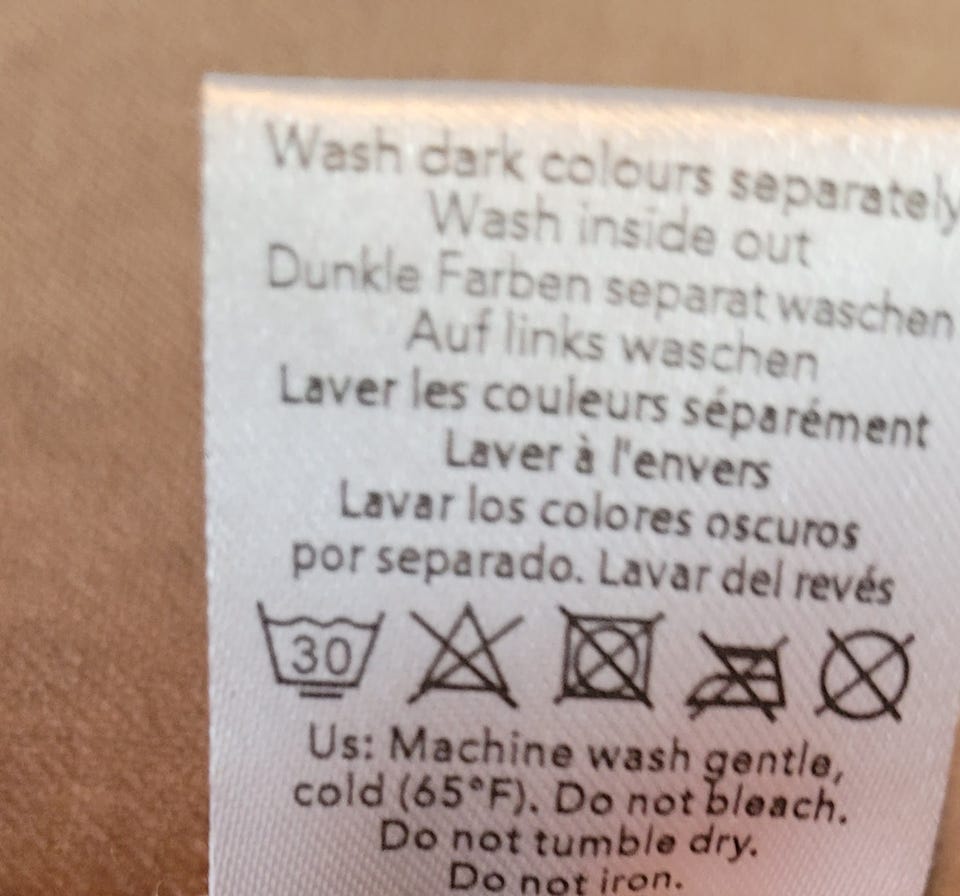 Wash dark colours separately
Wash inside out
Dunkle Farben separat waschen
Auf links waschen
Laver les couleurs séparément
Laver à l'envers
Lavar los colores oscuros
por separado. Lavar del revés
30
Us: Machine wash gentle,
cold (65°F). Do not bleach.
Do not tumble dry.
Do not iron.